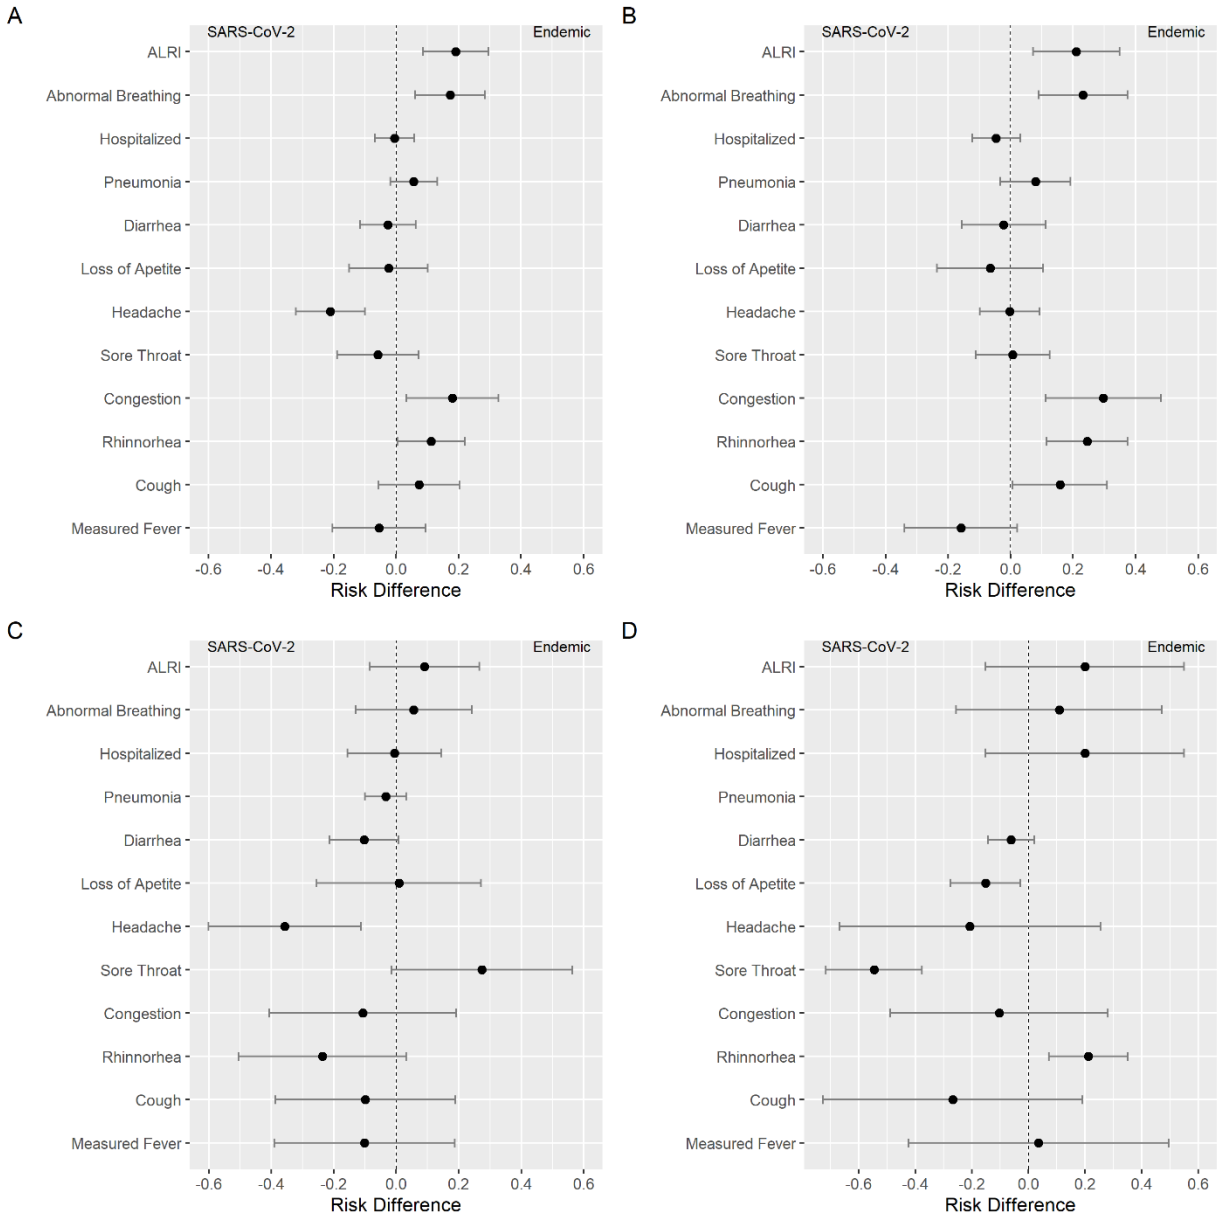 A
SARS-CoV-2 Endemic
ALRI
Abnormal Breathing
Hospitalized
Pneumonia
Diarrhea
Loss of Apetite
Headache
Sore Throat
Congestion
Rhinnorhea
Cough
Measured Fever
-0.6 -0.4 -0.2 0.0 0.2 0.4 0.6
Risk Difference
B
SARS-CoV-2 Endemic
ALRI
Abnormal Breathing
Hospitalized
Pneumonia
Diarrhea
Loss of Apetite
Headache
Sore Throat
Congestion
Rhinnorhea
Cough
Measured Fever
-0.6 -0.4 -0.2 0.0 0.2 0.4 0.6
Risk Difference
C
SARS-CoV-2 Endemic
ALRI
Abnormal Breathing
Hospitalized
Pneumonia
Diarrhea
Loss of Apetite
Headache
Sore Throat
Congestion
Rhinnorhea
Cough
Measured Fever
-0.6 -0.4 -0.2 0.0 0.2 0.4 0.6
Risk Difference
D
SARS-CoV-2 Endemic
ALRI
Abnormal Breathing
Hospitalized
Pneumonia
Diarrhea
Loss of Apetite
Headache
Sore Throat
Congestion
Rhinnorhea
Cough
Measured Fever
-0.6 -0.4 -0.2 0.0 0.2 0.4 0.6
Risk Difference